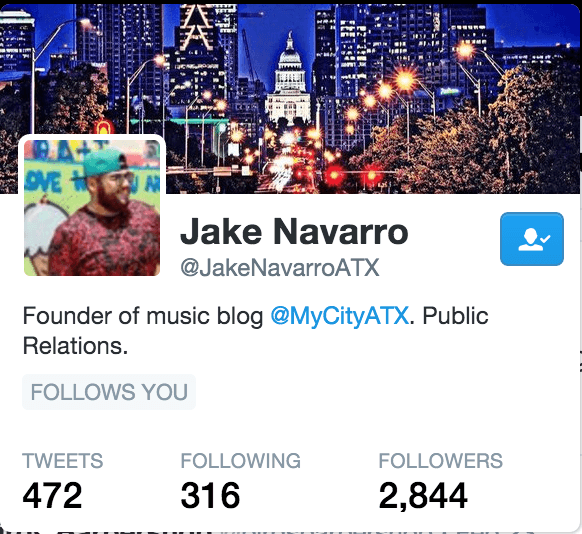 Jake Navarro
@JakeNavarroATX
Founder of music blog @MyCityATX. Public
Relations.
FOLLOWS YOU
TWEETS FOLLOWING FOLLOWERS
472 316 2,844